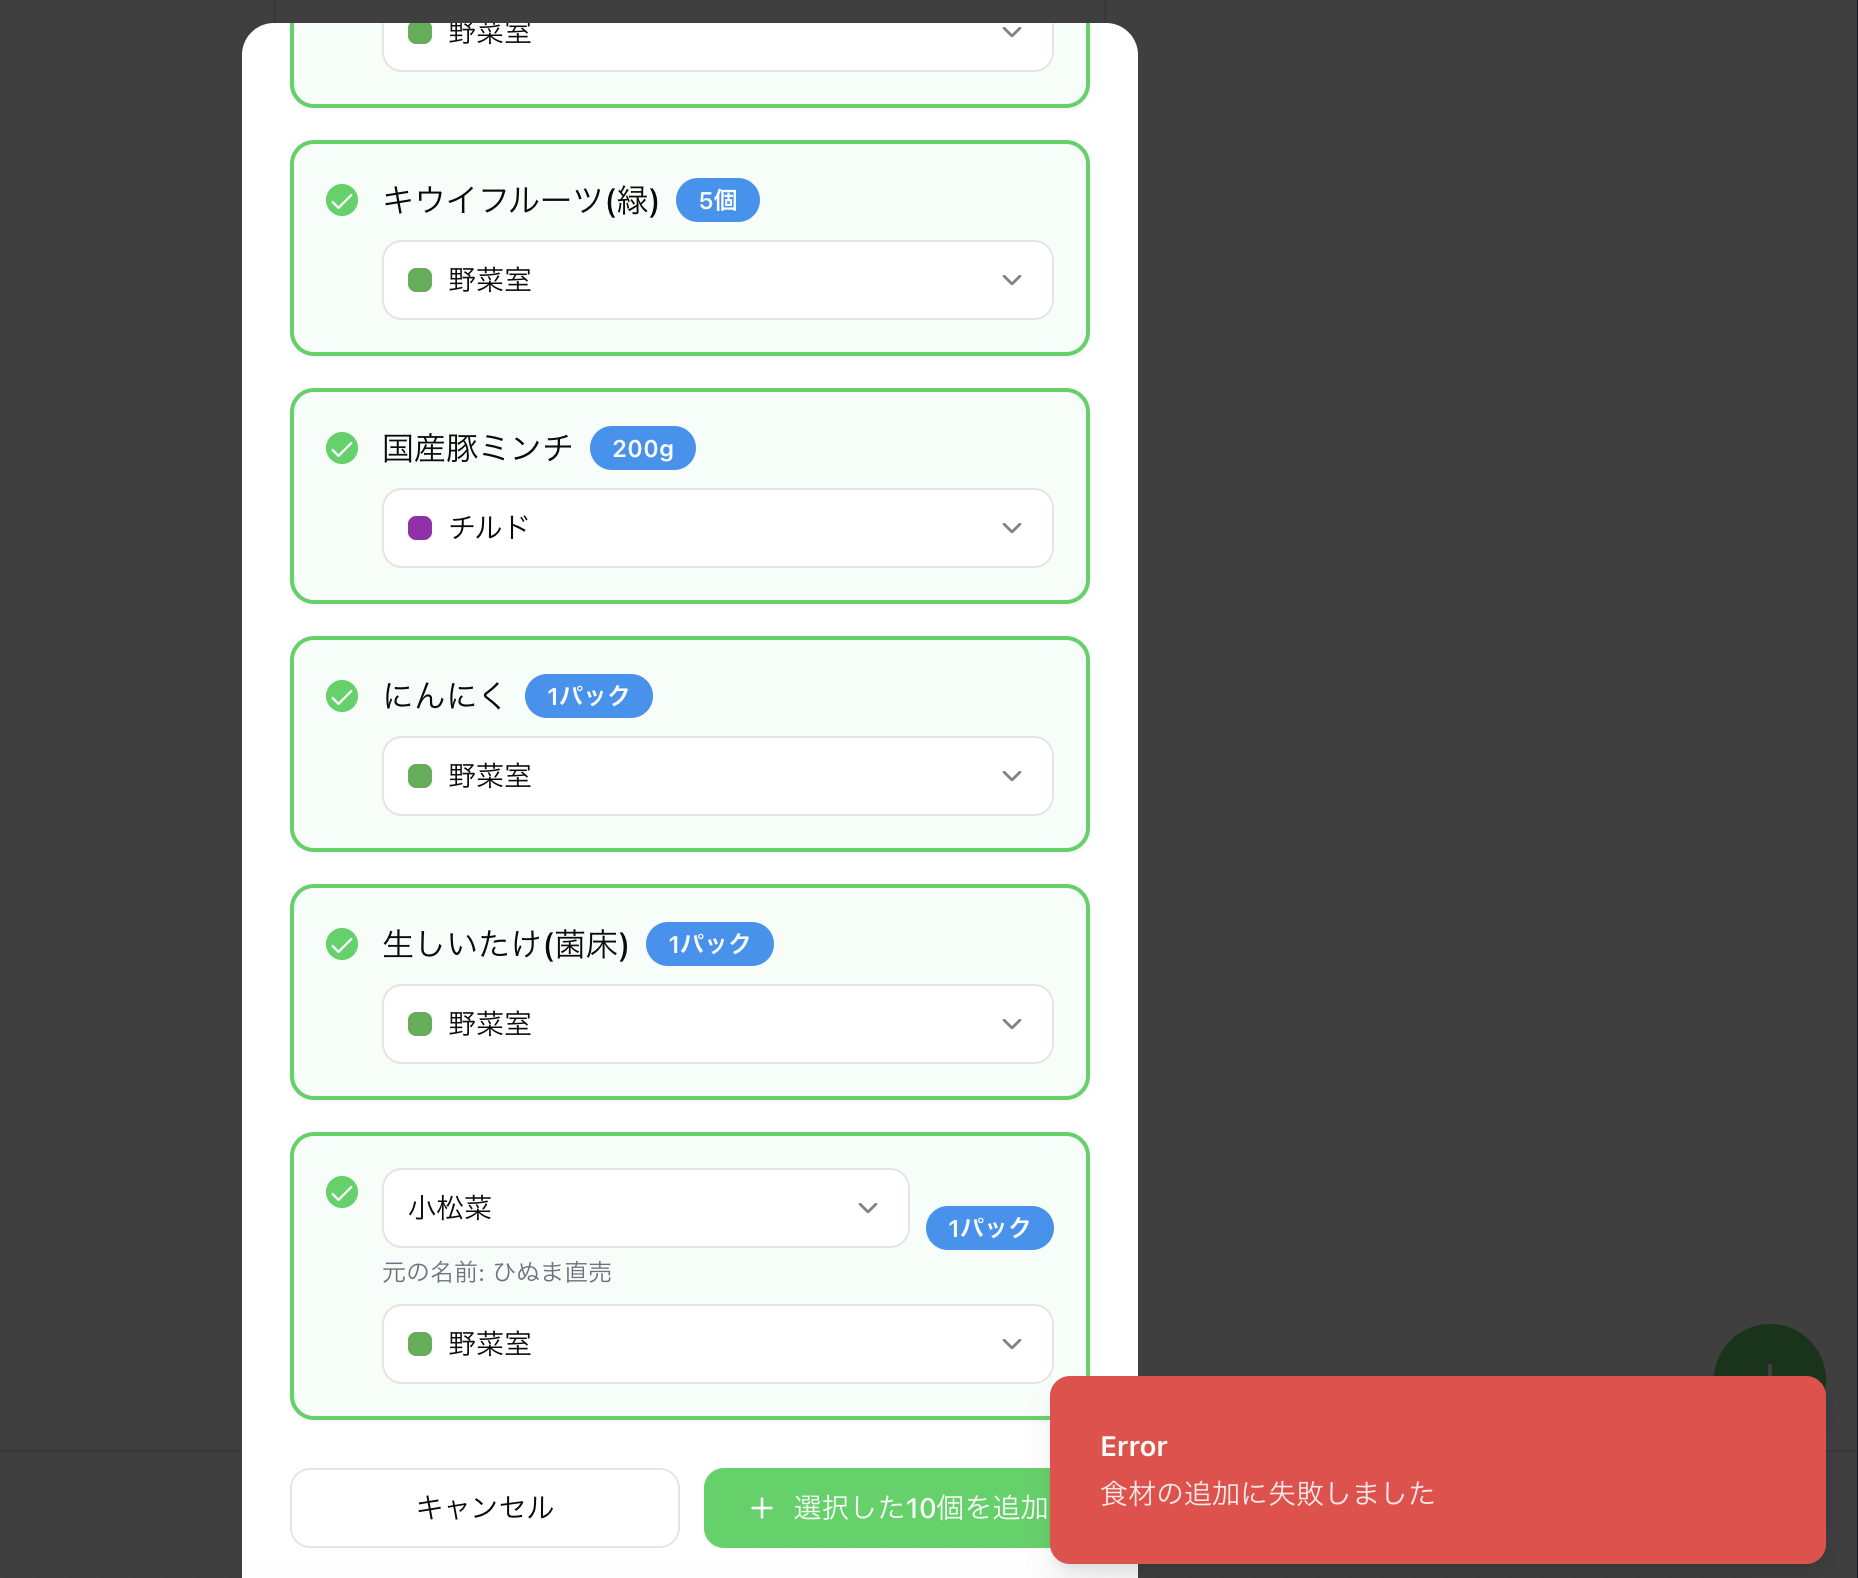 野菜室
キウイフルーツ(緑) 5個
野菜室
国産豚ミンチ 200g
チルド
にんにく 1パック
野菜室
生しいたけ(菌床) 1パック
野菜室
小松菜
1パック
元の名前: ひぬま直売
野菜室
キャンセル
+ 選択した10個を追加
Error
食材の追加に失敗しました